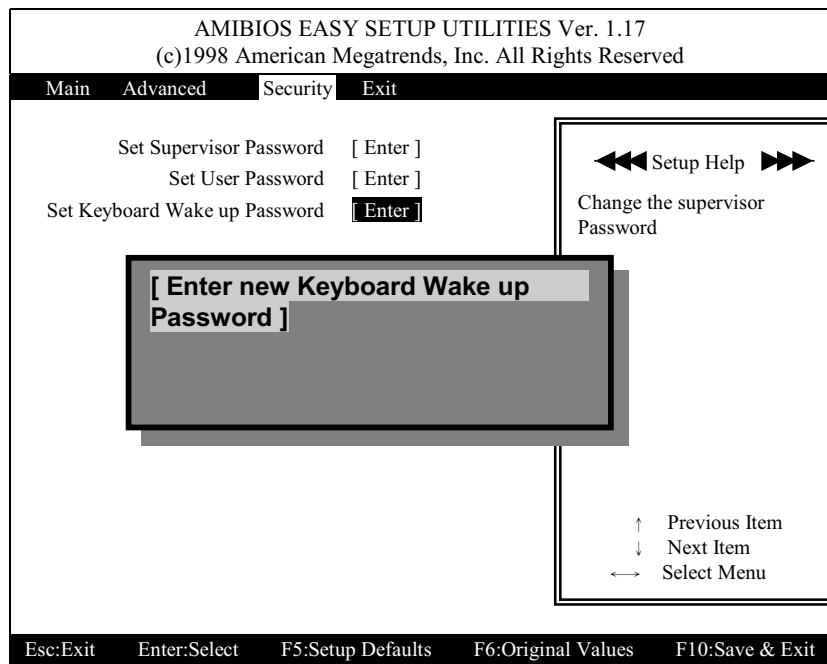 AMIBIOS EASY SETUP UTILITIES Ver. 1.17
(c)1998 American Megatrends, Inc. All Rights Reserved
Main Advanced Security Exit
Set Supervisor Password [ Enter ]
Set User Password [ Enter ]
Set Keyboard Wake up Password [ Enter ]
Setup Help
Change the supervisor
Password
[ Enter new Keyboard Wake up
Password ]
↑ Previous Item
↓ Next Item
←→ Select Menu
Esc:Exit Enter:Select F5:Setup Defaults F6:Original Values F10:Save & Exit